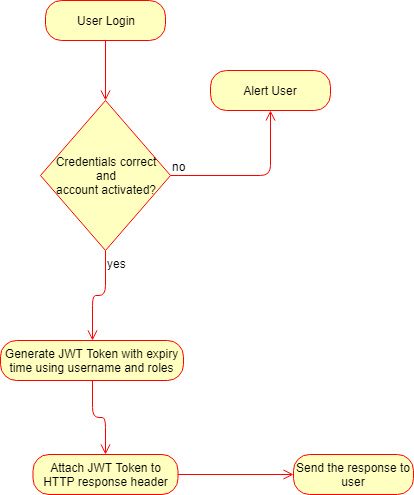 User Login
Alert User
Credentials correct
and
account activated?
no
yes
Generate JWT Token with expiry
time using username and roles
Attach JWT Token to
HTTP response header
Send the response to
user